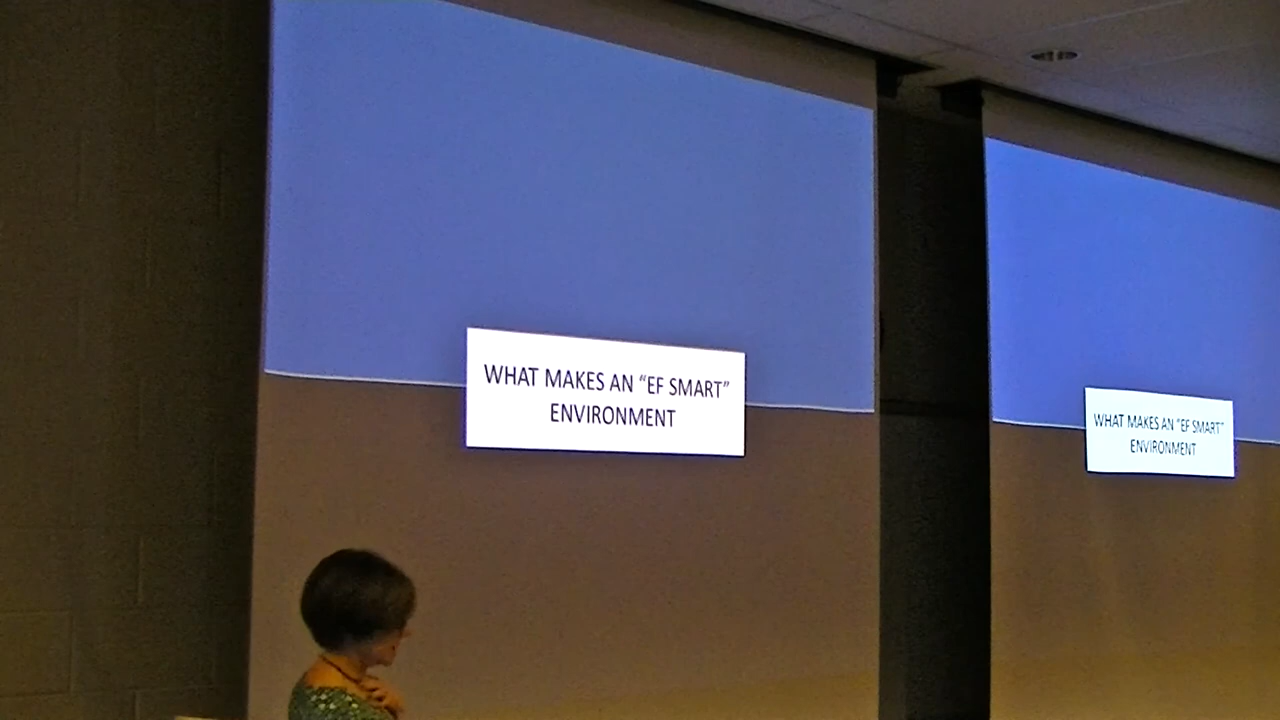 WHAT MAKES AN “EF SMART”
ENVIRONMENT
WHAT MAKES AN “EF SMART”
ENVIRONMENT